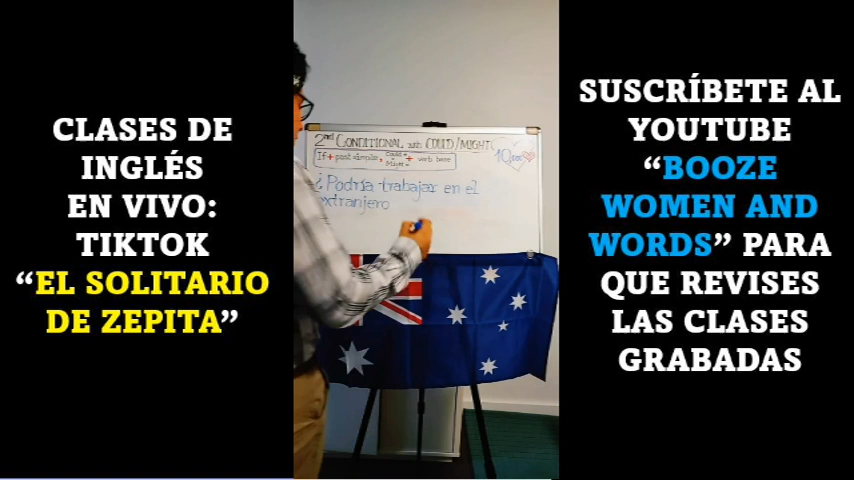 CLASES DE
INGLÉS
EN VIVO:
TIKTOK
“EL SOLITARIO
DE ZEPITA”
2nd CONDITIONAL with COULD/MIGHT
If + past simple, could + might + verb base
¿Podría trabajar en el
extranjero
SUSCRÍBETE AL
YOUTUBE
“BOOZE
WOMEN AND
WORDS” PARA
QUE REVISES
LAS CLASES
GRABADAS